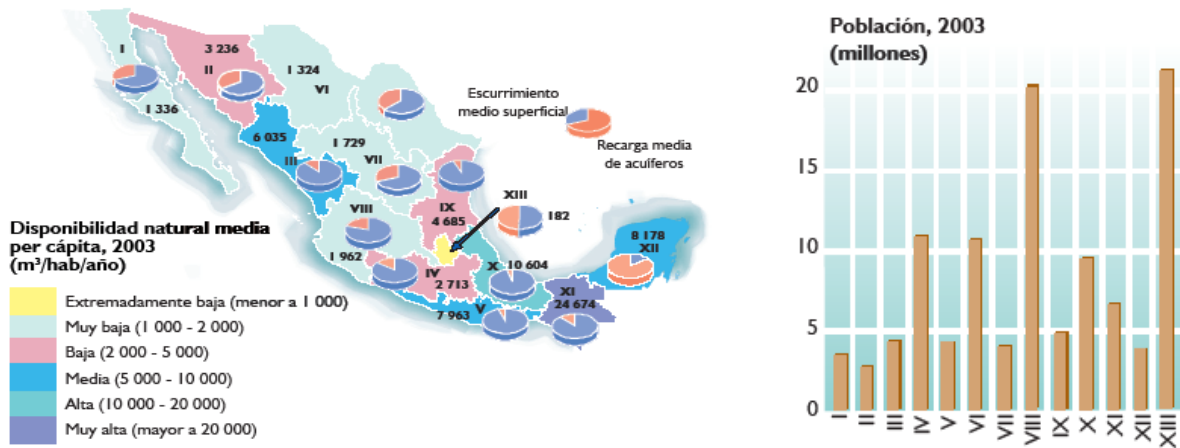 I
3 236
II
1 324
VI
1 336
6 035
III
1 729
VII
VIII
1 962
IX
4 685
XIII
182
IV
2 713
X
10 604
V
7 963
XI
24 674
8 178
XII
Escurrimiento
medio superficial
Recarga media
de acuíferos
Disponibilidad natural media
per cápita, 2003
(m³/hab/año)
Extremadamente baja (menor a 1 000)
Muy baja (1 000 - 2 000)
Baja (2 000 - 5 000)
Media (5 000 - 10 000)
Alta (10 000 - 20 000)
Muy alta (mayor a 20 000)
Población, 2003
(millones)
20
15
10
5
0
I II III IV V VI VII VIII IX X XI XII XIII